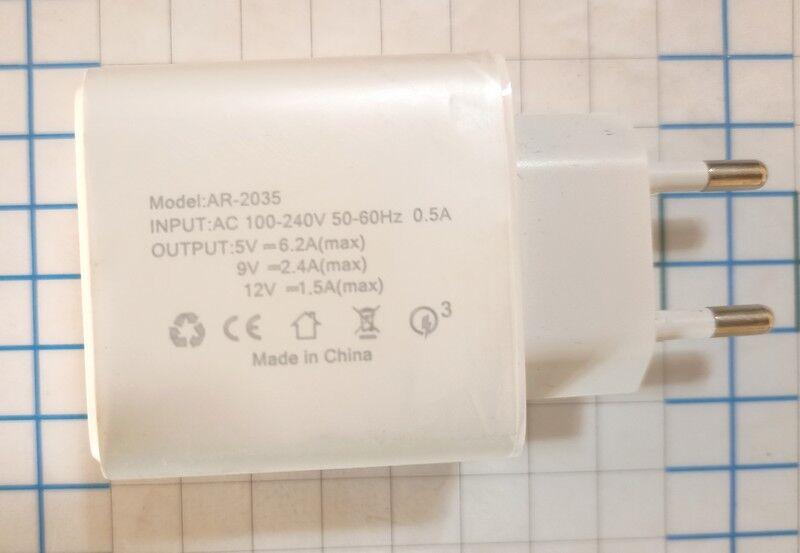 Model:AR-2035
INPUT:AC 100-240V 50-60Hz 0.5A
OUTPUT:5V ⎓6.2A(max)
9V ⎓2.4A(max)
12V ⎓1.5A(max)
CE 3
Made in China